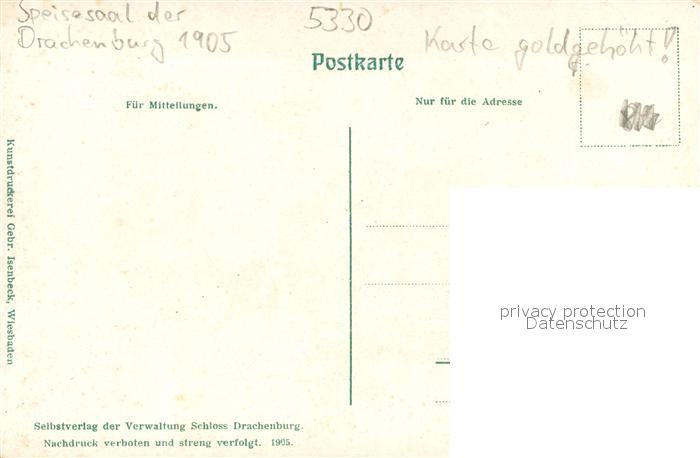 Speisesaal der
Drachenburg 1905
5330
Karte goldgehöht!
Postkarte
Für Mitteilungen.
Nur für die Adresse
Kunstdruckerei Gebr. Isenbeck, Wiesbaden
privacy protection
Datenschutz
Selbstverlag der Verwaltung Schloss Drachenburg.
Nachdruck verboten und streng verfolgt. 1905.